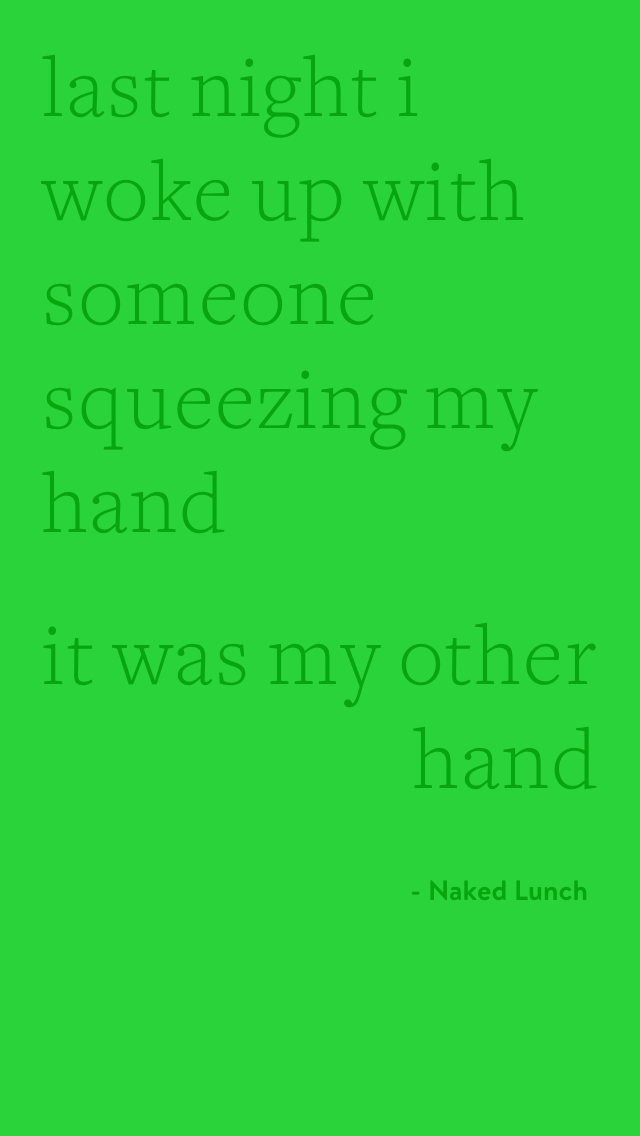 last night i
woke up with
someone
squeezing my
hand
it was my other
hand
- Naked Lunch